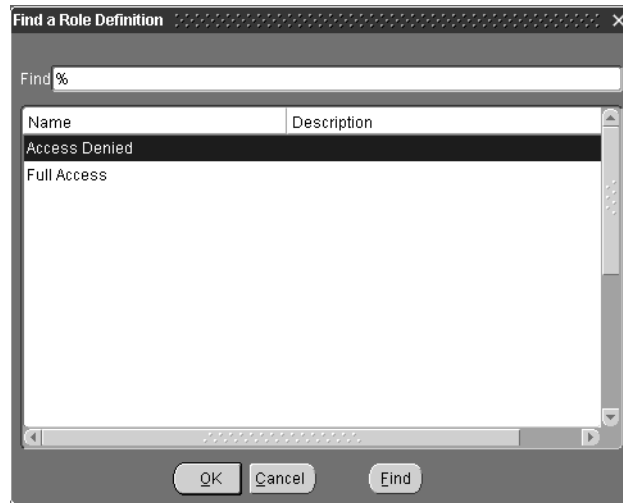 Find a Role Definition
Find %
Name Description
Access Denied
Full Access
OK Cancel Find